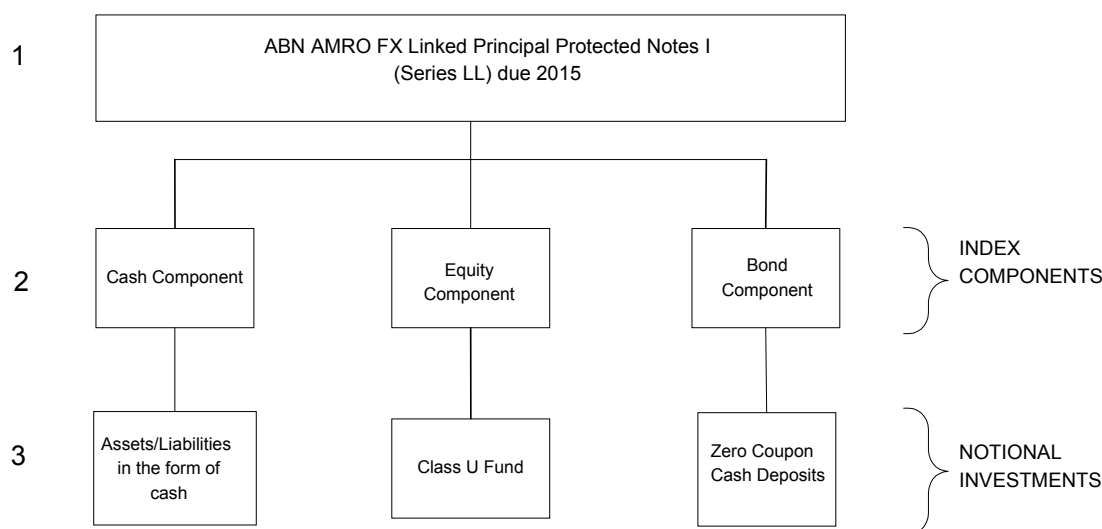 1
ABN AMRO FX Linked Principal Protected Notes I
(Series LL) due 2015
2
Cash Component
Equity
Component
Bond
Component
INDEX
COMPONENTS
3
Assets/Liabilities
in the form of
cash
Class U Fund
Zero Coupon
Cash Deposits
NOTIONAL
INVESTMENTS